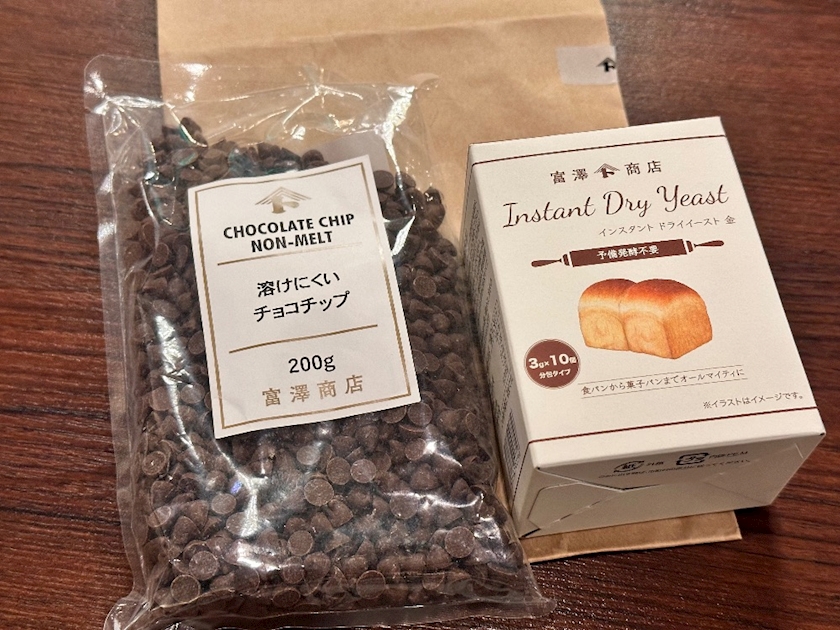 CHOCOLATE CHIP
NON-MELT
溶けにくい
チョコチップ
200g
富澤商店
富澤商店
Instant Dry Yeast
インスタント ドライイースト 金
予備発酵不要
3g×10個
分包タイプ
食パンから菓子パンまでオールマイティに
※イラストはイメージです。
外箱